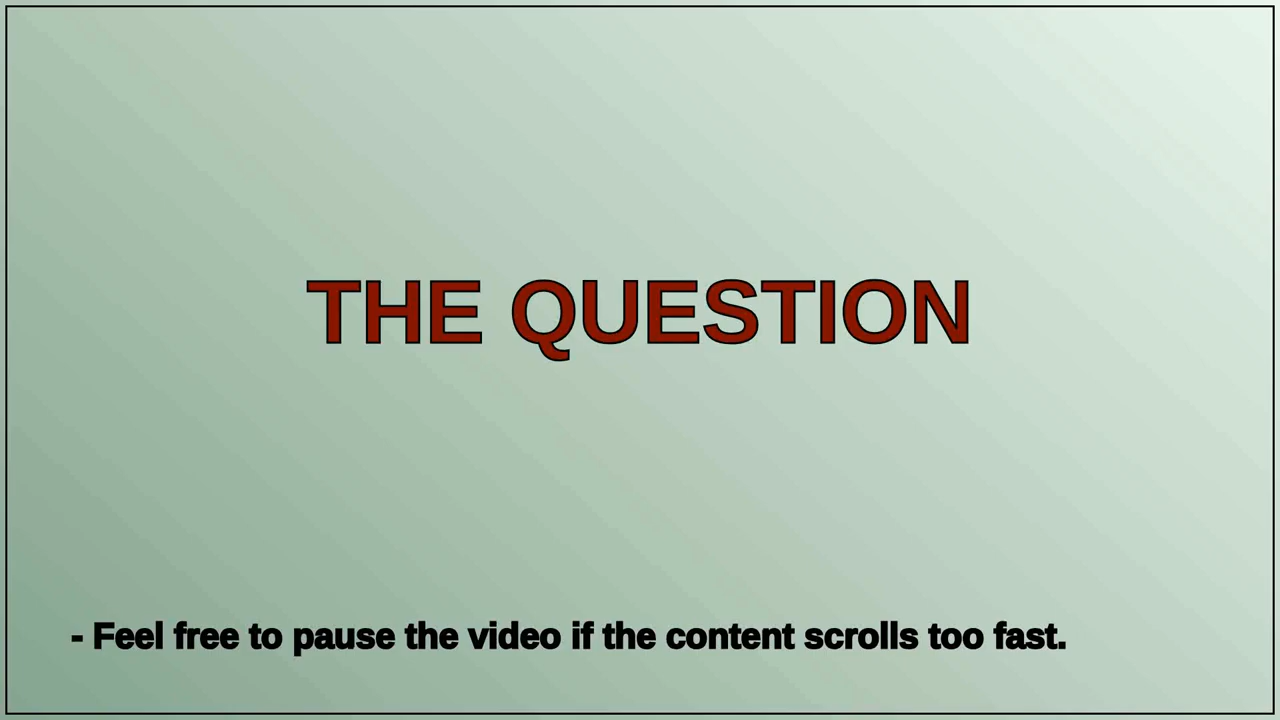 THE QUESTION
- Feel free to pause the video if the content scrolls too fast.